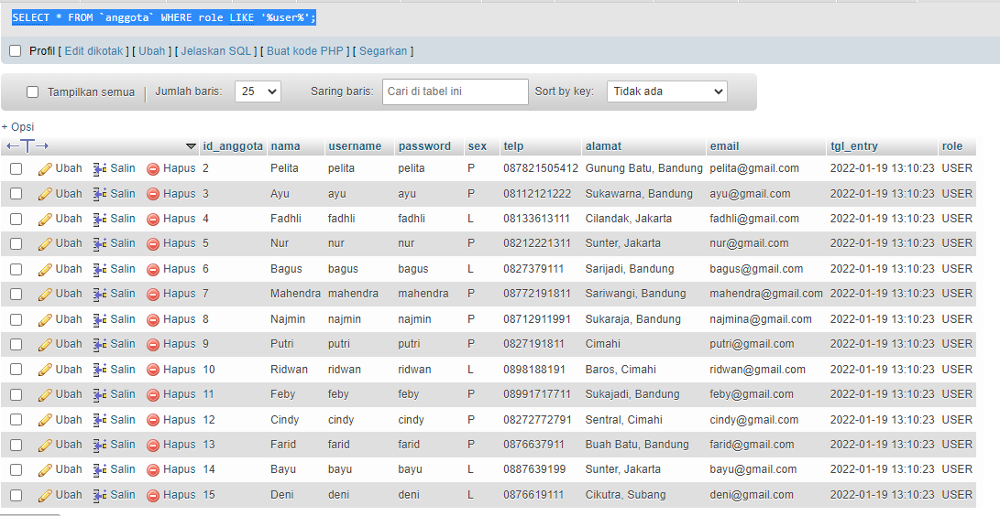 SELECT * FROM `anggota` WHERE role LIKE '%user%';
Profil [ Edit dikotak ] [ Ubah ] [ Jelaskan SQL ] [ Buat kode PHP ] [ Segarkan ]
Tampilkan semua | Jumlah baris: 25 Saring baris: Cari di tabel ini Sort by key: Tidak ada
+ Opsi
←T→ id_anggota nama username password sex telp alamat email tgl_entry role
Ubah Salin Hapus 2 Pelita pelita pelita P 087821505412 Gunung Batu, Bandung pelita@gmail.com 2022-01-19 13:10:23 USER
Ubah Salin Hapus 3 Ayu ayu ayu P 08112121222 Sukawarna, Bandung ayu@gmail.com 2022-01-19 13:10:23 USER
Ubah Salin Hapus 4 Fadhli fadhli fadhli L 08133613111 Cilandak, Jakarta fadhli@gmail.com 2022-01-19 13:10:23 USER
Ubah Salin Hapus 5 Nur nur nur P 08212221311 Sunter, Jakarta nur@gmail.com 2022-01-19 13:10:23 USER
Ubah Salin Hapus 6 Bagus bagus bagus L 0827379111 Sarijadi, Bandung bagus@gmail.com 2022-01-19 13:10:23 USER
Ubah Salin Hapus 7 Mahendra mahendra mahendra P 08772191811 Sariwangi, Bandung mahendra@gmail.com 2022-01-19 13:10:23 USER
Ubah Salin Hapus 8 Najmin najmin najmin P 08712911991 Sukaraja, Bandung najmina@gmail.com 2022-01-19 13:10:23 USER
Ubah Salin Hapus 9 Putri putri putri P 0827191811 Cimahi putri@gmail.com 2022-01-19 13:10:23 USER
Ubah Salin Hapus 10 Ridwan ridwan ridwan L 0898188191 Baros, Cimahi ridwan@gmail.com 2022-01-19 13:10:23 USER
Ubah Salin Hapus 11 Feby feby feby P 08991717711 Sukajadi, Bandung feby@gmail.com 2022-01-19 13:10:23 USER
Ubah Salin Hapus 12 Cindy cindy cindy P 08272772791 Sentral, Cimahi cindy@gmail.com 2022-01-19 13:10:23 USER
Ubah Salin Hapus 13 Farid farid farid P 0876637911 Buah Batu, Bandung farid@gmail.com 2022-01-19 13:10:23 USER
Ubah Salin Hapus 14 Bayu bayu bayu L 0887639199 Sunter, Jakarta bayu@gmail.com 2022-01-19 13:10:23 USER
Ubah Salin Hapus 15 Deni deni deni L 0876619111 Cikutra, Subang deni@gmail.com 2022-01-19 13:10:23 USER